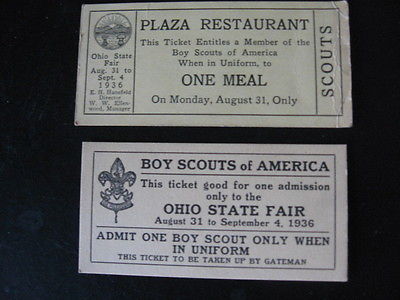 Ohio State
Fair
Aug. 31 to
Sept. 4
1936
E. H. Hanefeld
Director
W. W. Ellen-
wood, Manager
PLAZA RESTAURANT
This Ticket Entitles a Member of the
Boy Scouts of America
When in Uniform, to
ONE MEAL
On Monday, August 31, Only
SCOUTS
BOY SCOUTS of AMERICA
This ticket good for one admission
only to the
OHIO STATE FAIR
August 31 to September 4, 1936
ADMIT ONE BOY SCOUT ONLY WHEN
IN UNIFORM
THIS TICKET TO BE TAKEN UP BY GATEMAN